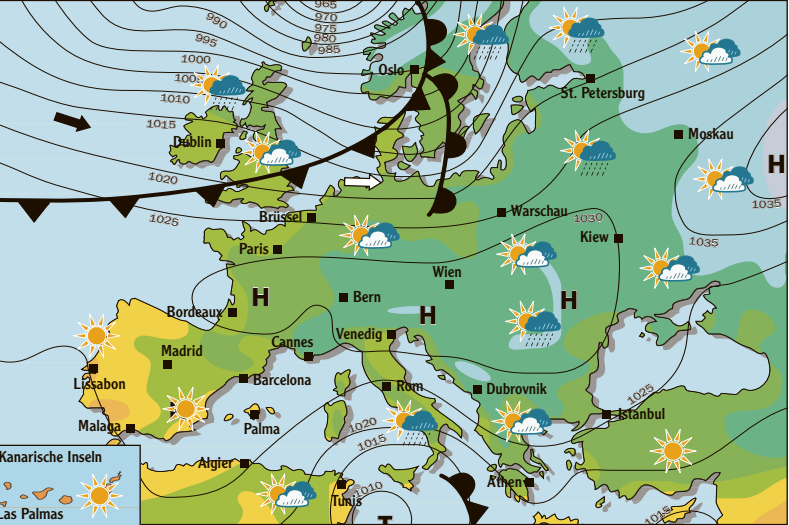 965
970
975
980
985
990
995
1000
1010
1015
1020
1025
Oslo
St. Petersburg
Dublin
Moskau
H
1035
Brüssel
Warschau
1030
Kiew
1035
Paris
Wien
H
Bern
H
H
Bordeaux
Venedig
Cannes
Madrid
Lissabon
Barcelona
Rom
Dubrovnik
1025
Palma
Istanbul
Malaga
1020
1015
Kanarische Inseln
Algier
Athen
Tunis
1010
Las Palmas
T
1015